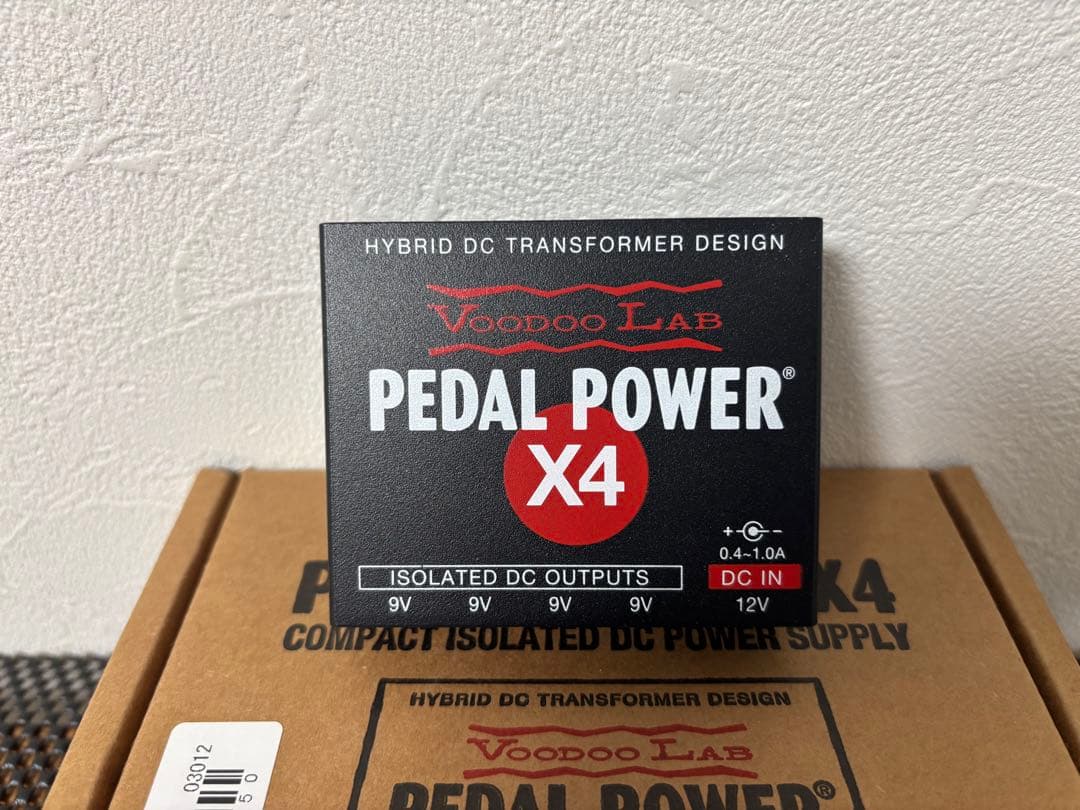 HYBRID DC TRANSFORMER DESIGN
VOODOO LAB
PEDAL POWER®
X4
+ -
0.4~1.0A
ISOLATED DC OUTPUTS
DC IN
9V 9V 9V 9V 12V
P X4
COMPACT ISOLATED DC POWER SUPPLY
HYBRID DC TRANSFORMER DESIGN
VOODOO LAB
PEDAL POWER®
03012
50